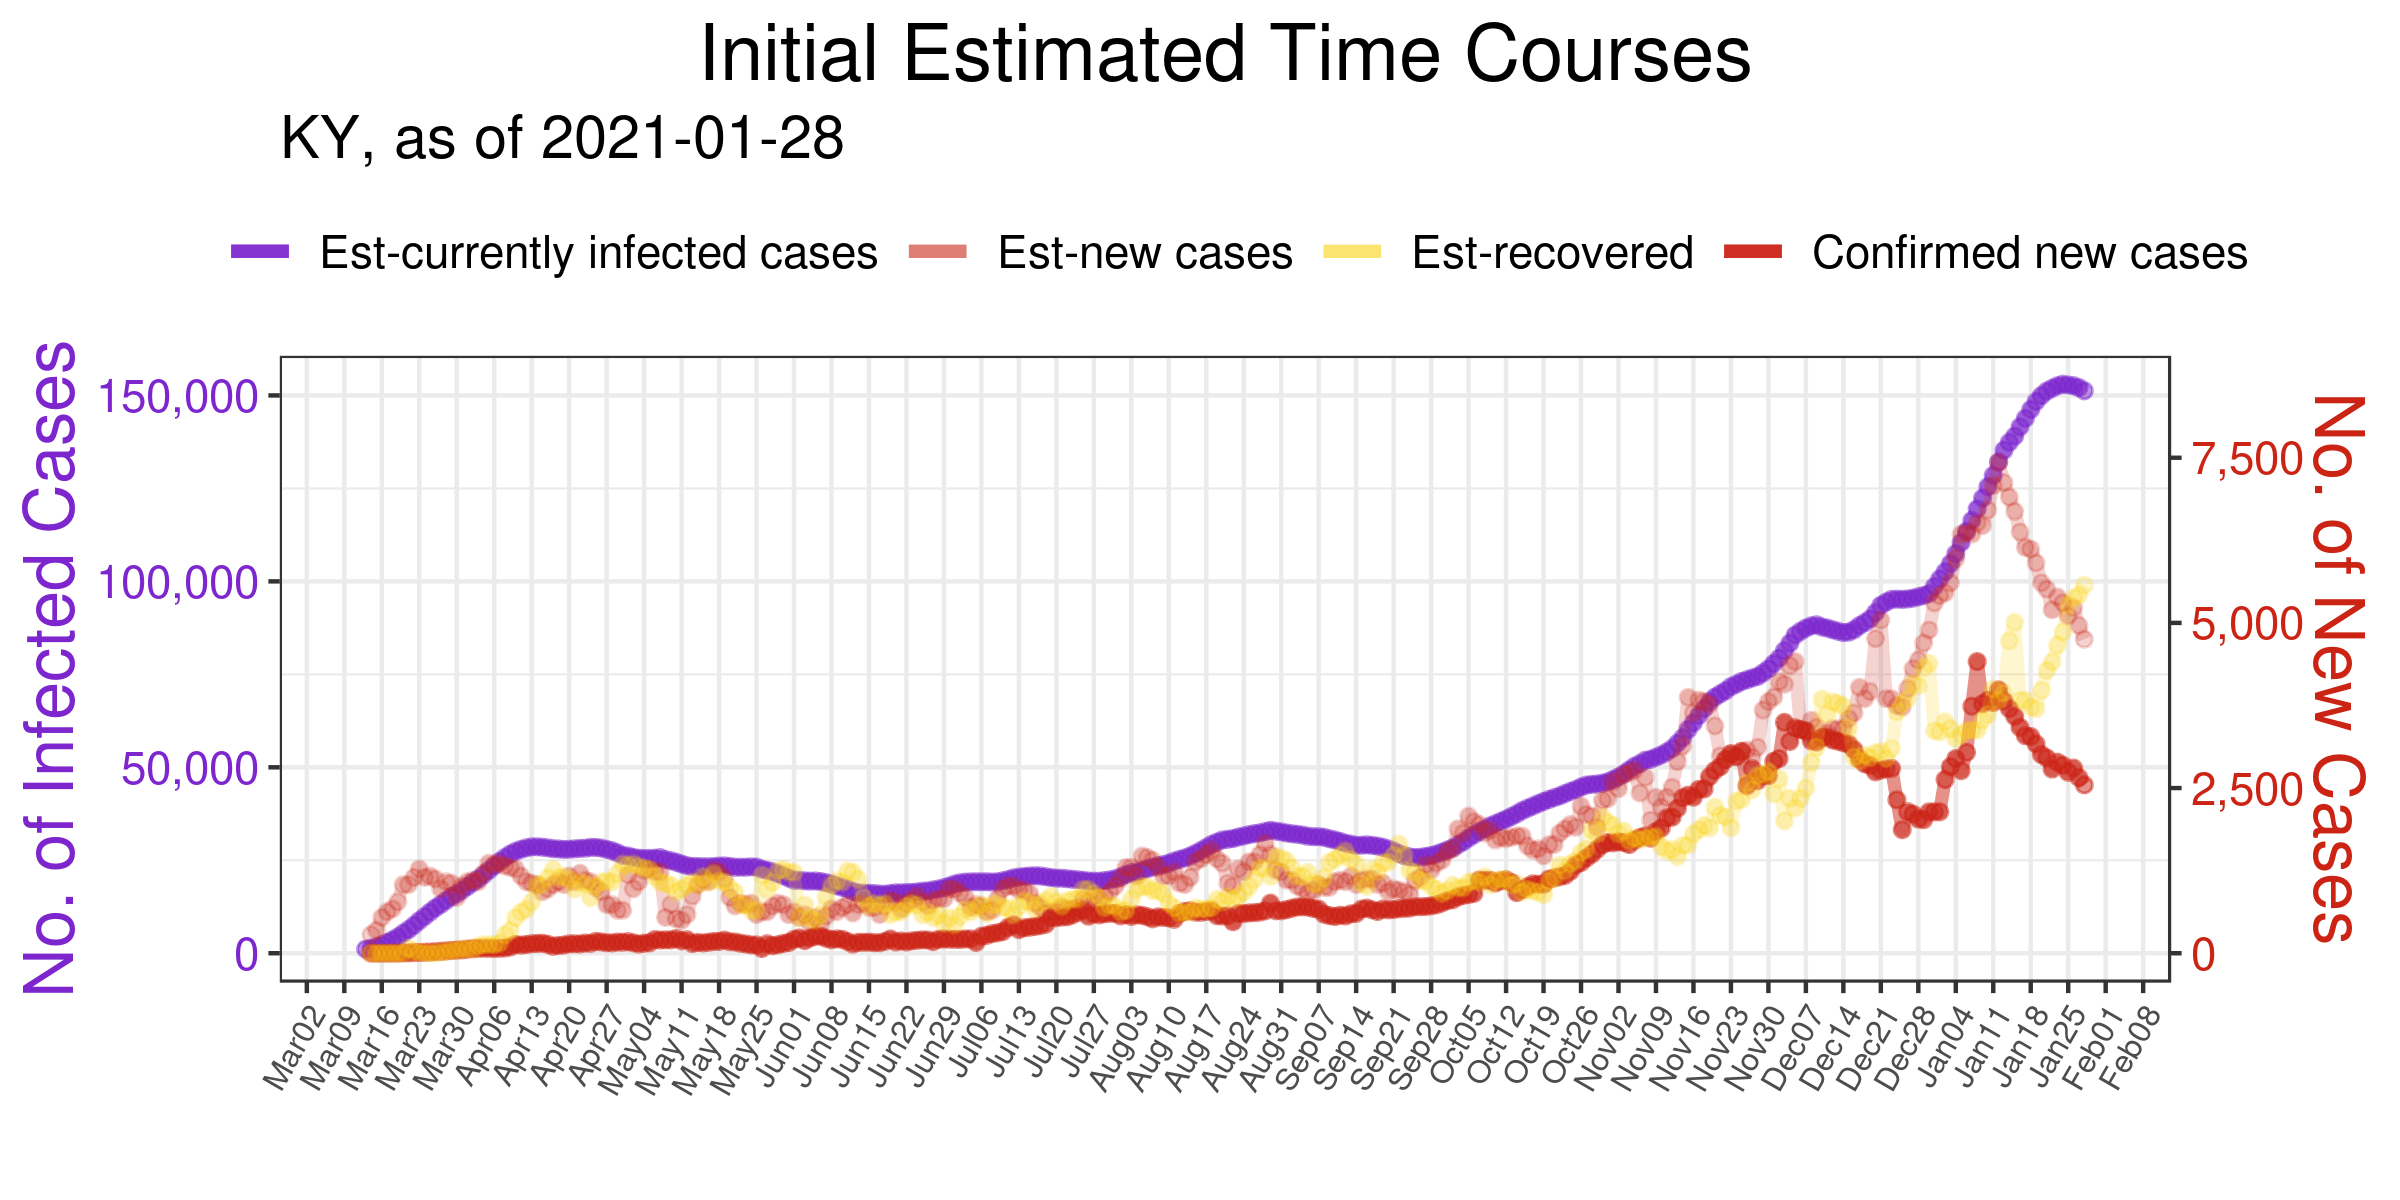 Initial Estimated Time Courses
KY, as of 2021-01-28
Est-currently infected cases Est-new cases Est-recovered Confirmed new cases
No. of Infected Cases
150,000
100,000
50,000
0
7,500
5,000
2,500
0
No. of New Cases
Mar02 Mar09 Mar16 Mar23 Mar30 Apr06 Apr13 Apr20 Apr27 May04 May11 May18 May25 Jun01 Jun08 Jun15 Jun22 Jun29 Jul06 Jul13 Jul20 Jul27 Aug03 Aug10 Aug17 Aug24 Aug31 Sep07 Sep14 Sep21 Sep28 Oct05 Oct12 Oct19 Oct26 Nov02 Nov09 Nov16 Nov23 Nov30 Dec07 Dec14 Dec21 Dec28 Jan04 Jan11 Jan18 Jan25 Feb01 Feb08